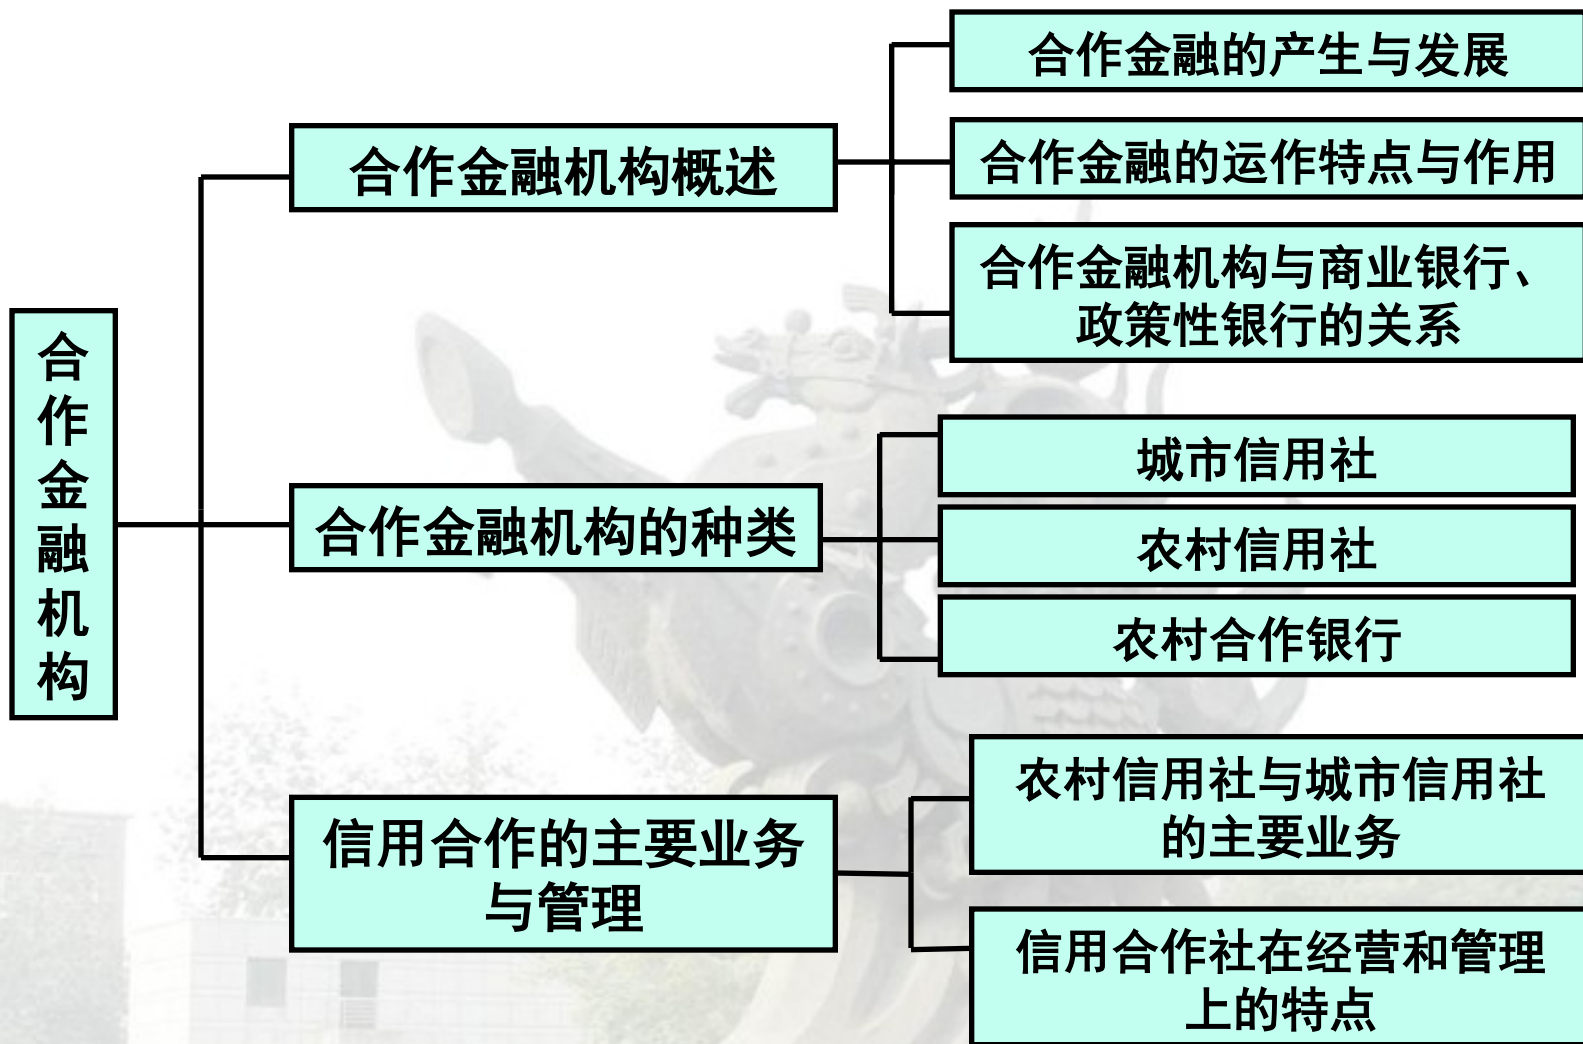 合作金融机构
合作金融机构概述
合作金融的产生与发展
合作金融的运作特点与作用
合作金融机构与商业银行、
政策性银行的关系
合作金融机构的种类
城市信用社
农村信用社
农村合作银行
信用合作的主要业务
与管理
农村信用社与城市信用社
的主要业务
信用合作社在经营和管理
上的特点